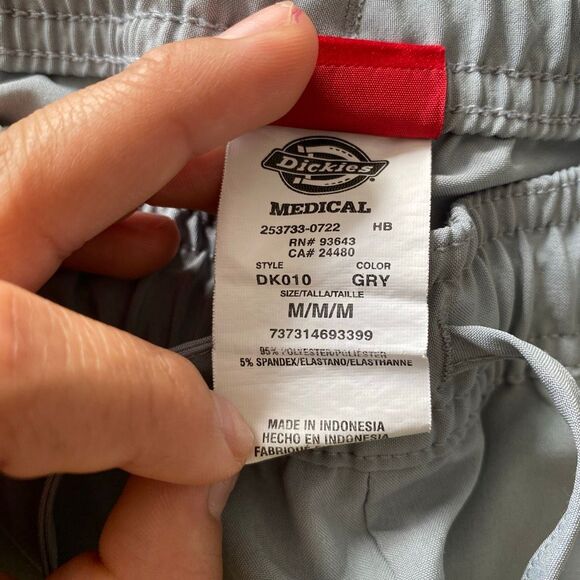 Dickies
MEDICAL
253733-0722 HB
RN# 93643
CA# 24480
STYLE COLOR
DK010 GRY
SIZE/TALLA/TAILLE
M/M/M
737314693399
95% POLYESTER/POLIESTER
5% SPANDEX/ELASTANO/ELASTHANNE
MADE IN INDONESIA
HECHO EN INDONESIA